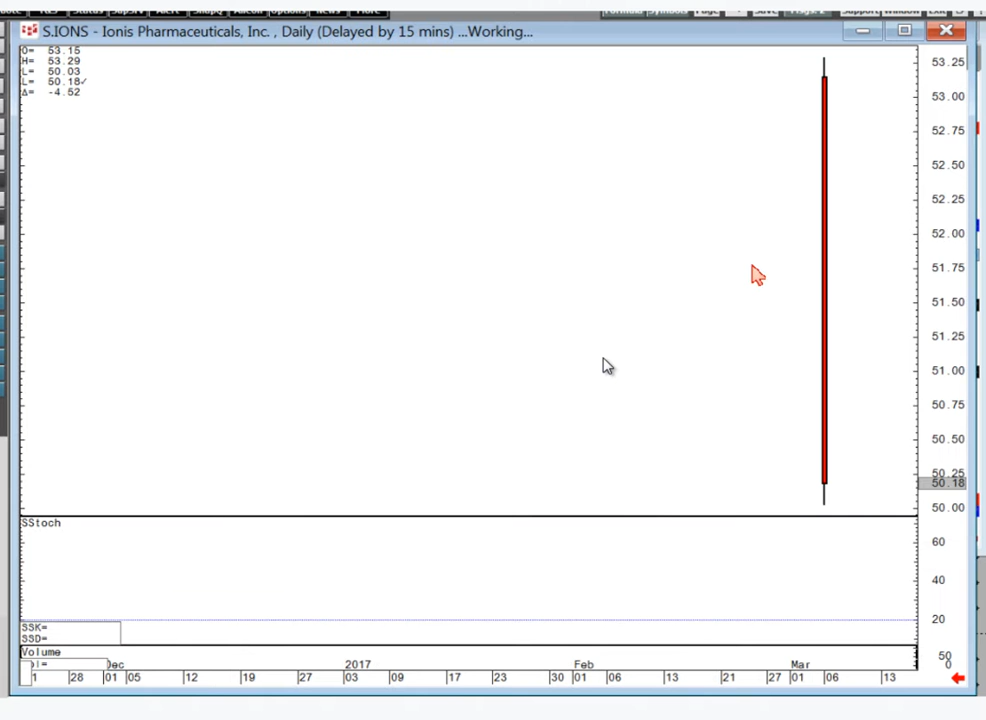 S.IONS - Ionis Pharmaceuticals, Inc. , Daily (Delayed by 15 mins) ...Working...
O= 53.15
H= 53.29
L= 50.03
L= 50.18✓
Δ= -4.52
53.25
53.00
52.75
52.50
52.25
52.00
51.75
51.50
51.25
51.00
50.75
50.50
50.25
50.18
50.00
SStoch
60
40
20
SSK=
SSD=
Volume
50
0
Dec 2017 Feb Mar
28 01 05 12 19 27 03 09 17 23 30 01 06 13 21 27 01 06 13